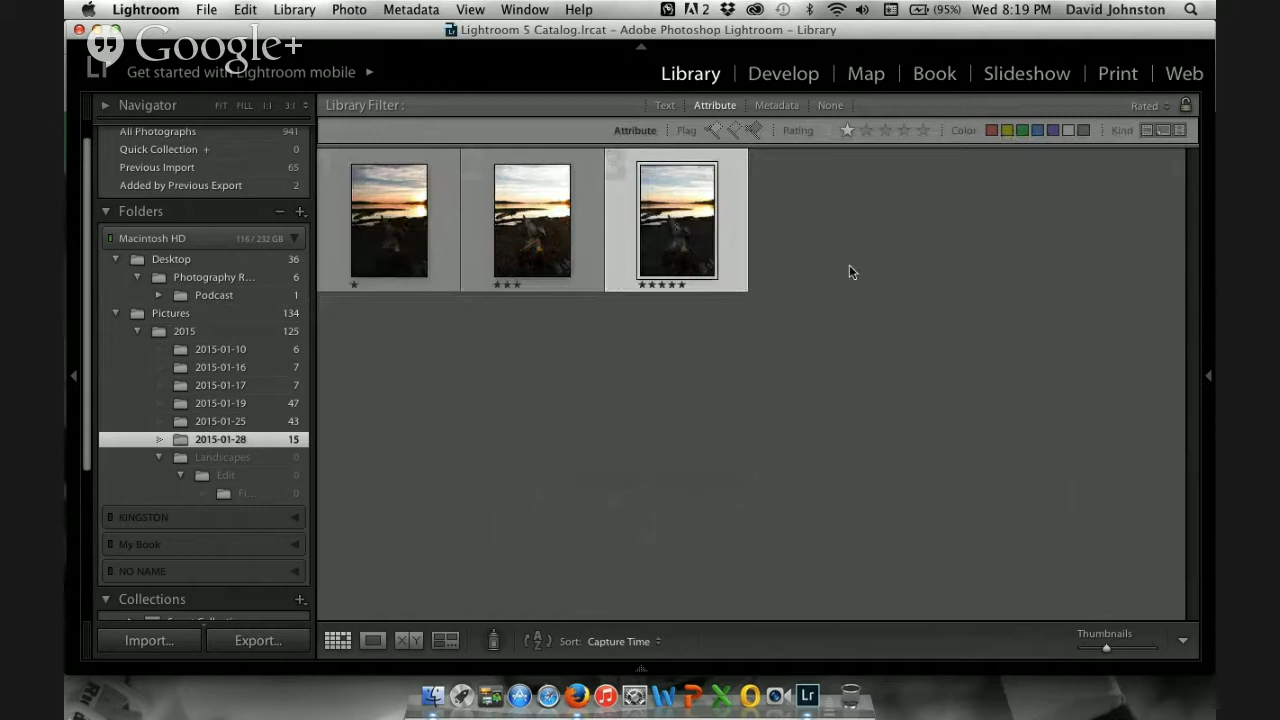 Lightroom File Edit Library Photo Metadata View Window Help 2 (95%) Wed 8:19 PM David Johnston
Lightroom 5 Catalog.lrcat – Adobe Photoshop Lightroom – Library
Google+
Get started with Lightroom mobile
Library | Develop | Map | Book | Slideshow | Print | Web
Navigator FIT FILL 1:1 3:1
Library Filter : Text Attribute Metadata None Rated
Attribute Flag Rating Color Kind
All Photographs 941
Quick Collection + 0
Previous Import 65
Added by Previous Export 2
Folders
Macintosh HD 116 / 232 GB
Desktop 36
Photography R... 6
Podcast 1
Pictures 134
2015 125
2015-01-10 6
2015-01-16 7
2015-01-17 7
2015-01-19 47
2015-01-25 43
2015-01-28 15
Landscapes 0
Edit 0
Fi... 0
KINGSTON
My Book
NO NAME
Collections
Import... Export...
Sort: Capture Time
Thumbnails